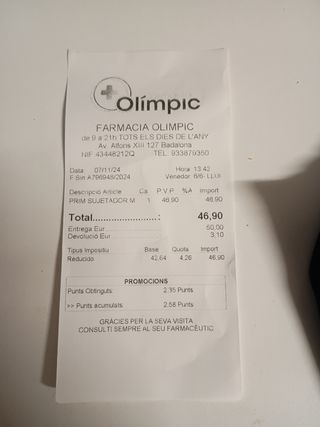 Olímpic
FARMACIA OLIMPIC
de 9 a 21h TOTS ELS DIES DE L'ANY
Av. Alfons XIII 127 Badalona
NIF 43448212Q TEL. 933879350
Data 07/11/24 Hora 13:42
F.Sin A796948/2024 Venedor 6/6- LLUI
Descripció Article Ca P.V.P. %A Import
PRIM SUJETADOR M 1 46,90 46,90
Total........................: 46,90
Entrega Eur 50,00
Devolució Eur 3,10
Tipus Impositiu Base Quota Import
Reducido 42,64 4,26 46,90
PROMOCIONS
Punts Obtinguts: 2,35 Punts
>> Punts acumulats: 2,58 Punts
GRÀCIES PER LA SEVA VISITA
CONSULTI SEMPRE AL SEU FARMACÈUTIC